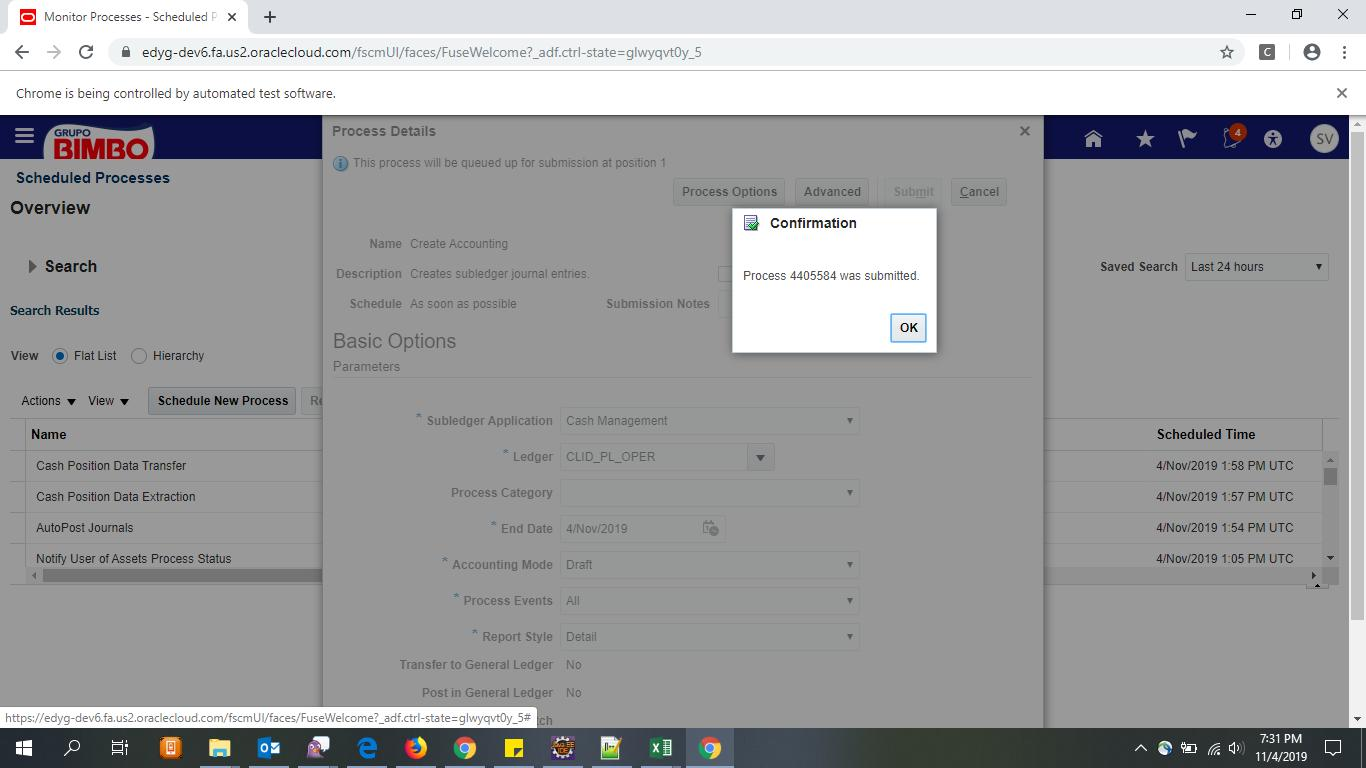 Monitor Processes - Scheduled P
edyg-dev6.fa.us2.oraclecloud.com/fscmUI/faces/FuseWelcome?_adf.ctrl-state=glwyqvt0y_5
C
Chrome is being controlled by automated test software.
GRUPO
BIMBO
Process Details
4
SV
This process will be queued up for submission at position 1
Scheduled Processes
Process Options
Advanced
Submit
Cancel
Overview
Confirmation
Name Create Accounting
Search
Description Creates subledger journal entries.
Process 4405584 was submitted.
Saved Search Last 24 hours
Schedule As soon as possible
Submission Notes
Search Results
OK
Basic Options
View Flat List Hierarchy
Parameters
Actions View Schedule New Process Re
* Subledger Application Cash Management
Name
Scheduled Time
* Ledger CLID_PL_OPER
Cash Position Data Transfer
4/Nov/2019 1:58 PM UTC
Process Category
Cash Position Data Extraction
4/Nov/2019 1:57 PM UTC
* End Date 4/Nov/2019
AutoPost Journals
4/Nov/2019 1:54 PM UTC
Notify User of Assets Process Status
4/Nov/2019 1:05 PM UTC
* Accounting Mode Draft
* Process Events All
* Report Style Detail
Transfer to General Ledger No
Post in General Ledger No
https://edyg-dev6.fa.us2.oraclecloud.com/fscmUI/faces/FuseWelcome?_adf.ctrl-state=glwyqvt0y_5#
tch
7:31 PM
11/4/2019